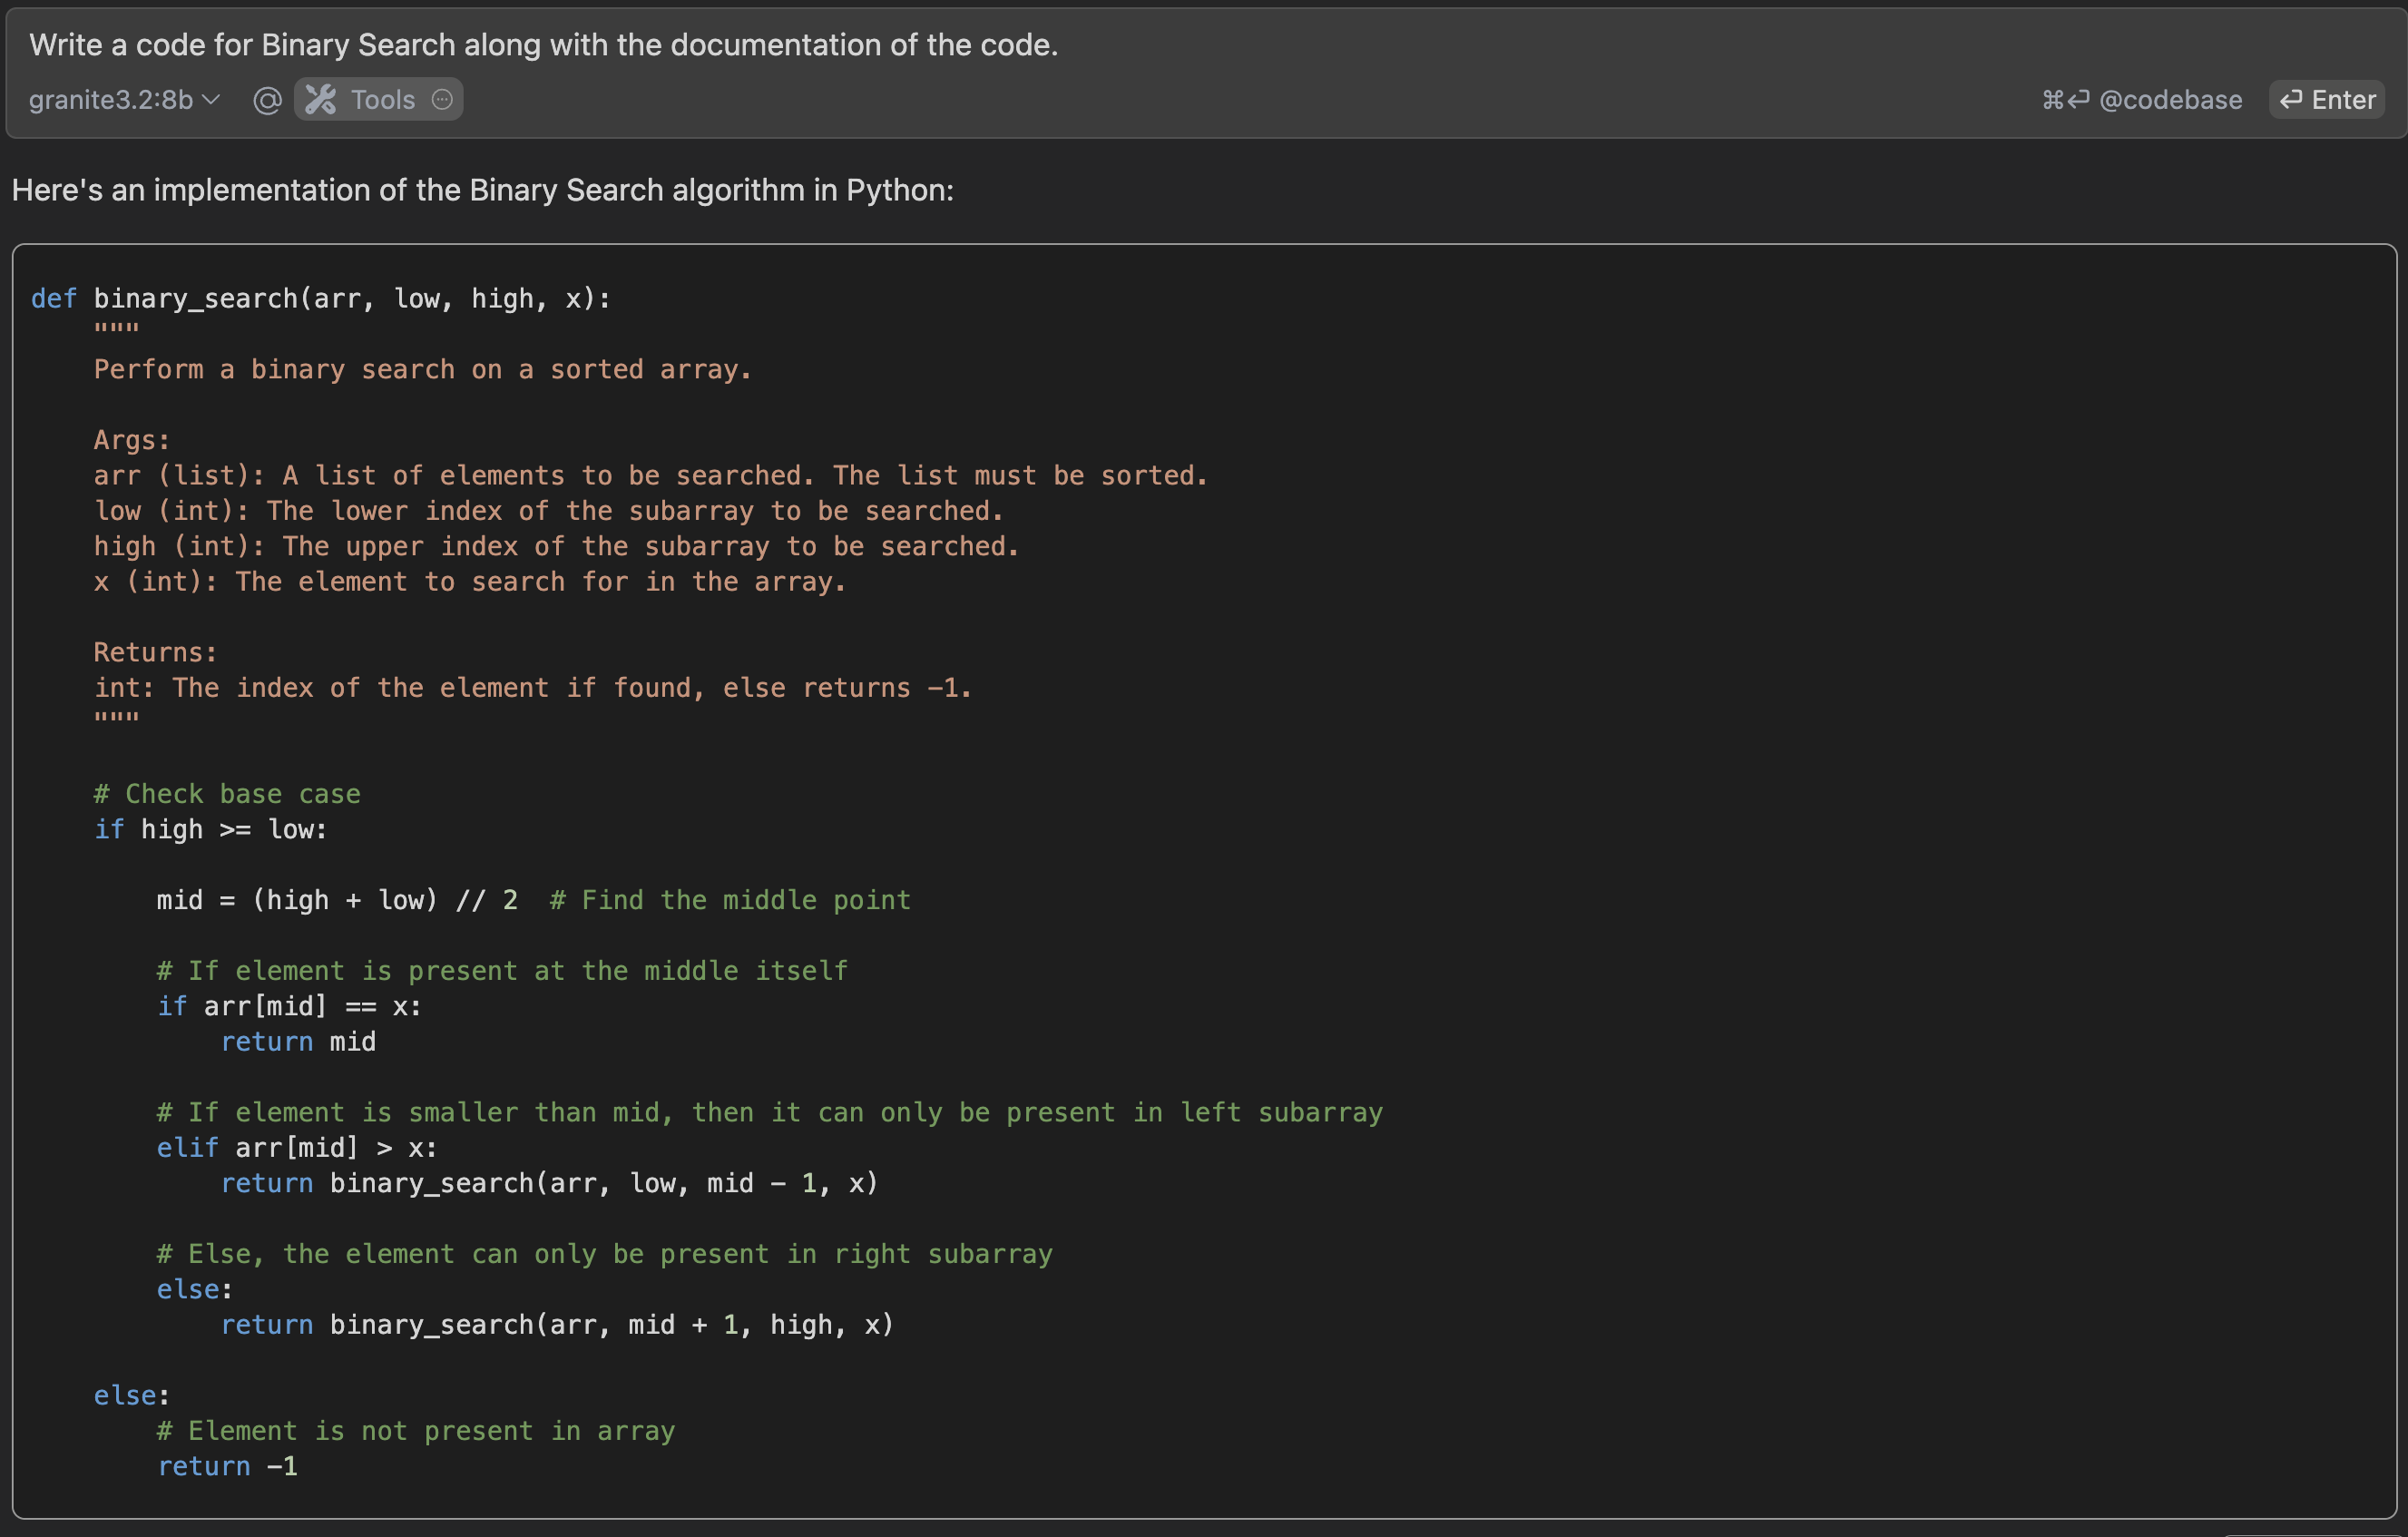 Write a code for Binary Search along with the documentation of the code.
granite3.2:8b @ Tools ⌘⏎ @codebase ⏎ Enter
Here's an implementation of the Binary Search algorithm in Python:
def binary_search(arr, low, high, x):
    """
    Perform a binary search on a sorted array.

    Args:
    arr (list): A list of elements to be searched. The list must be sorted.
    low (int): The lower index of the subarray to be searched.
    high (int): The upper index of the subarray to be searched.
    x (int): The element to search for in the array.

    Returns:
    int: The index of the element if found, else returns -1.
    """

    # Check base case
    if high >= low:

        mid = (high + low) // 2  # Find the middle point

        # If element is present at the middle itself
        if arr[mid] == x:
            return mid

        # If element is smaller than mid, then it can only be present in left subarray
        elif arr[mid] > x:
            return binary_search(arr, low, mid - 1, x)

        # Else, the element can only be present in right subarray
        else:
            return binary_search(arr, mid + 1, high, x)

    else:
        # Element is not present in array
        return -1